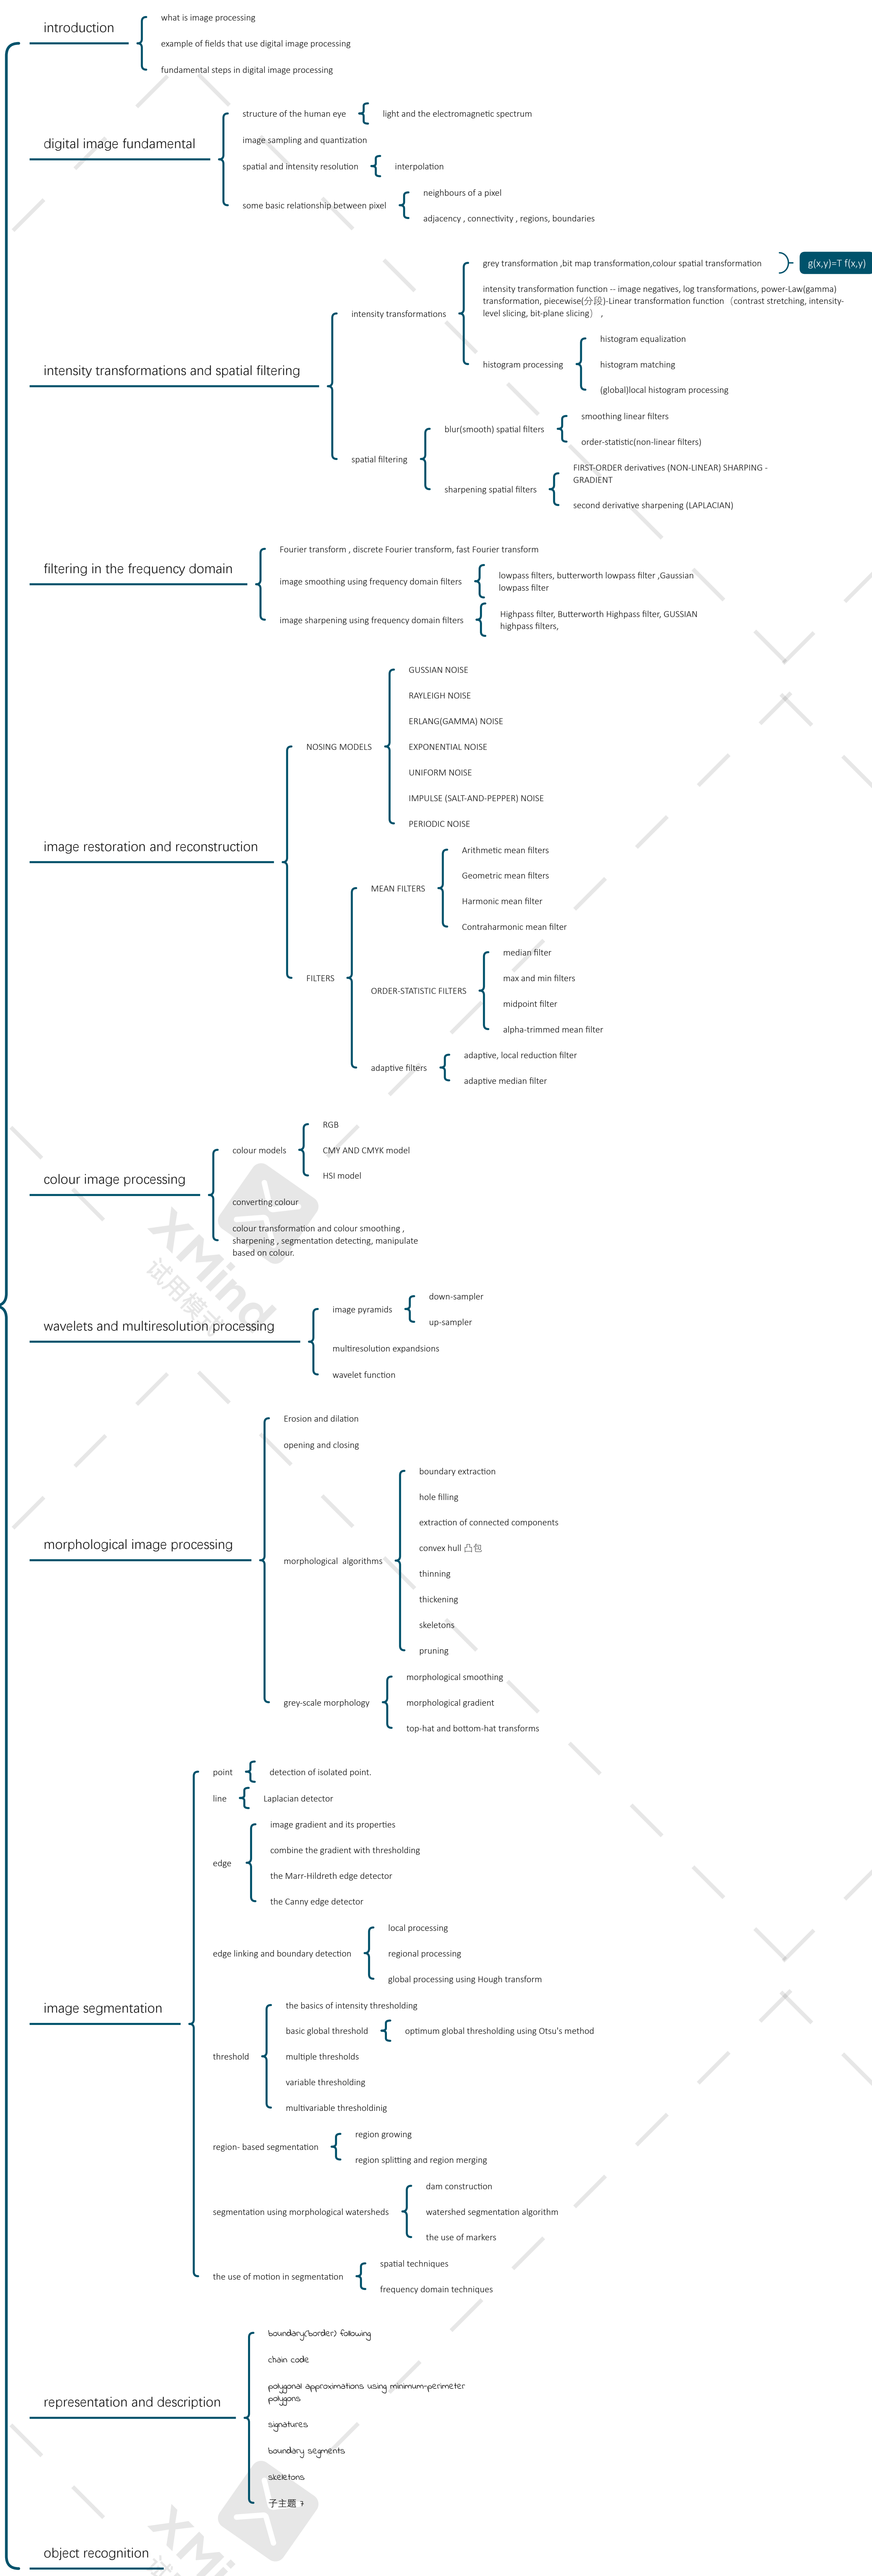 introduction
what is image processing
example of fields that use digital image processing
fundamental steps in digital image processing
digital image fundamental
structure of the human eye
light and the electromagnetic spectrum
image sampling and quantization
spatial and intensity resolution
interpolation
some basic relationship between pixel
neighbours of a pixel
adjacency , connectivity , regions, boundaries
intensity transformations and spatial filtering
intensity transformations
grey transformation ,bit map transformation,colour spatial transformation
g(x,y)=T f(x,y)
intensity transformation function -- image negatives, log transformations, power-Law(gamma)
transformation, piecewise(分段)-Linear transformation function（contrast stretching, intensity-
level slicing, bit-plane slicing） ,
histogram processing
histogram equalization
histogram matching
(global)local histogram processing
spatial filtering
blur(smooth) spatial filters
smoothing linear filters
order-statistic(non-linear filters)
sharpening spatial filters
FIRST-ORDER derivatives (NON-LINEAR) SHARPING -
GRADIENT
second derivative sharpening (LAPLACIAN)
filtering in the frequency domain
Fourier transform , discrete Fourier transform, fast Fourier transform
image smoothing using frequency domain filters
lowpass filters, butterworth lowpass filter ,Gaussian
lowpass filter
image sharpening using frequency domain filters
Highpass filter, Butterworth Highpass filter, GUSSIAN
highpass filters,
image restoration and reconstruction
NOSING MODELS
GUSSIAN NOISE
RAYLEIGH NOISE
ERLANG(GAMMA) NOISE
EXPONENTIAL NOISE
UNIFORM NOISE
IMPULSE (SALT-AND-PEPPER) NOISE
PERIODIC NOISE
FILTERS
MEAN FILTERS
Arithmetic mean filters
Geometric mean filters
Harmonic mean filter
Contraharmonic mean filter
ORDER-STATISTIC FILTERS
median filter
max and min filters
midpoint filter
alpha-trimmed mean filter
adaptive filters
adaptive, local reduction filter
adaptive median filter
colour image processing
colour models
RGB
CMY AND CMYK model
HSI model
converting colour
colour transformation and colour smoothing ,
sharpening , segmentation detecting, manipulate
based on colour.
XMind
试用模式
wavelets and multiresolution processing
image pyramids
down-sampler
up-sampler
multiresolution expandsions
wavelet function
morphological image processing
Erosion and dilation
opening and closing
morphological  algorithms
boundary extraction
hole filling
extraction of connected components
convex hull 凸包
thinning
thickening
skeletons
pruning
grey-scale morphology
morphological smoothing
morphological gradient
top-hat and bottom-hat transforms
image segmentation
point
detection of isolated point.
line
Laplacian detector
edge
image gradient and its properties
combine the gradient with thresholding
the Marr-Hildreth edge detector
the Canny edge detector
edge linking and boundary detection
local processing
regional processing
global processing using Hough transform
threshold
the basics of intensity thresholding
basic global threshold
optimum global thresholding using Otsu's method
multiple thresholds
variable thresholding
multivariable thresholdinig
region- based segmentation
region growing
region splitting and region merging
segmentation using morphological watersheds
dam construction
watershed segmentation algorithm
the use of markers
the use of motion in segmentation
spatial techniques
frequency domain techniques
representation and description
boundary(border) following
chain code
polygonal approximations using minimum-perimeter
polygons
signatures
boundary segments
skeletons
子主题 7
object recognition